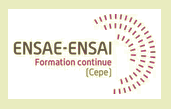 ENSAE-ENSAI
Formation continue
(Cepe)